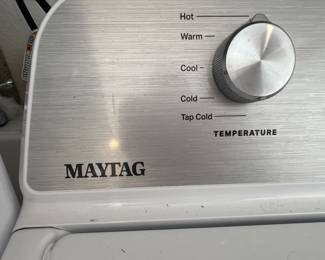 Hot
Warm
Cool
Cold
Tap Cold
TEMPERATURE
MAYTAG